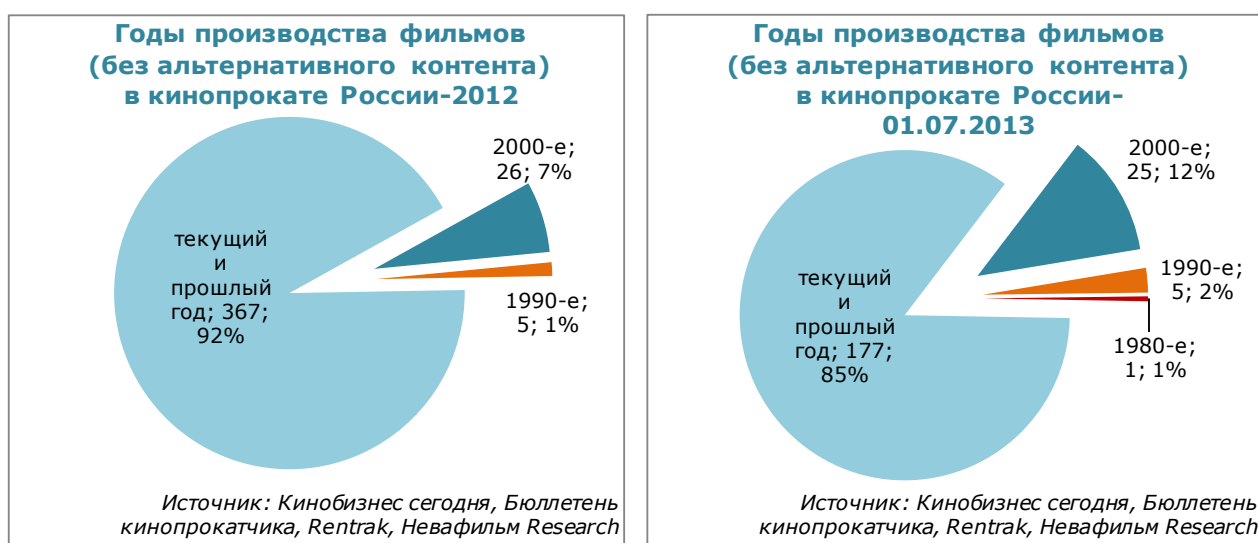 Годы производства фильмов
(без альтернативного контента)
в кинопрокате России-2012
2000-е;
26; 7%
текущий
и
прошлый
год; 367;
92%
1990-е;
5; 1%
Источник: Кинобизнес сегодня, Бюллетень
кинопрокатчика, Rentrak, Невафильм Research
Годы производства фильмов
(без альтернативного контента)
в кинопрокате России-
01.07.2013
2000-е;
25; 12%
текущий
и
прошлый
год; 177;
85%
1990-е;
5; 2%
1980-е;
1; 1%
Источник: Кинобизнес сегодня, Бюллетень
кинопрокатчика, Rentrak, Невафильм Research